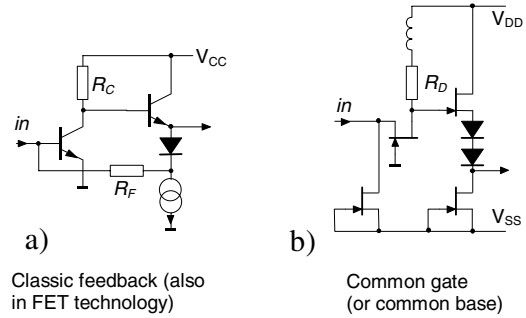 V_CC
R_C
in
R_F
a)
Classic feedback (also
in FET technology)
V_DD
R_D
in
V_SS
b)
Common gate
(or common base)